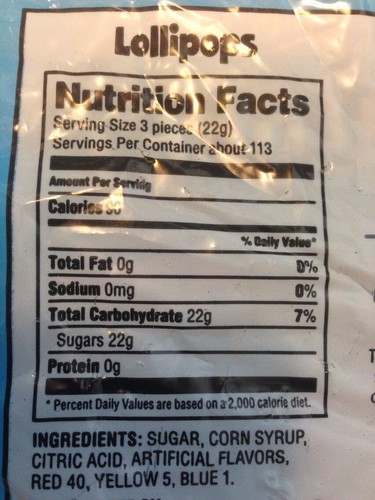 Lollipops
Nutrition Facts
Serving Size 3 pieces (22g)
Servings Per Container about 113
Amount Per Serving
Calories 90
% Daily Value*
Total Fat 0g 0%
Sodium 0mg 0%
Total Carbohydrate 22g 7%
Sugars 22g
Protein 0g
* Percent Daily Values are based on a 2,000 calorie diet.
INGREDIENTS: SUGAR, CORN SYRUP,
CITRIC ACID, ARTIFICIAL FLAVORS,
RED 40, YELLOW 5, BLUE 1.